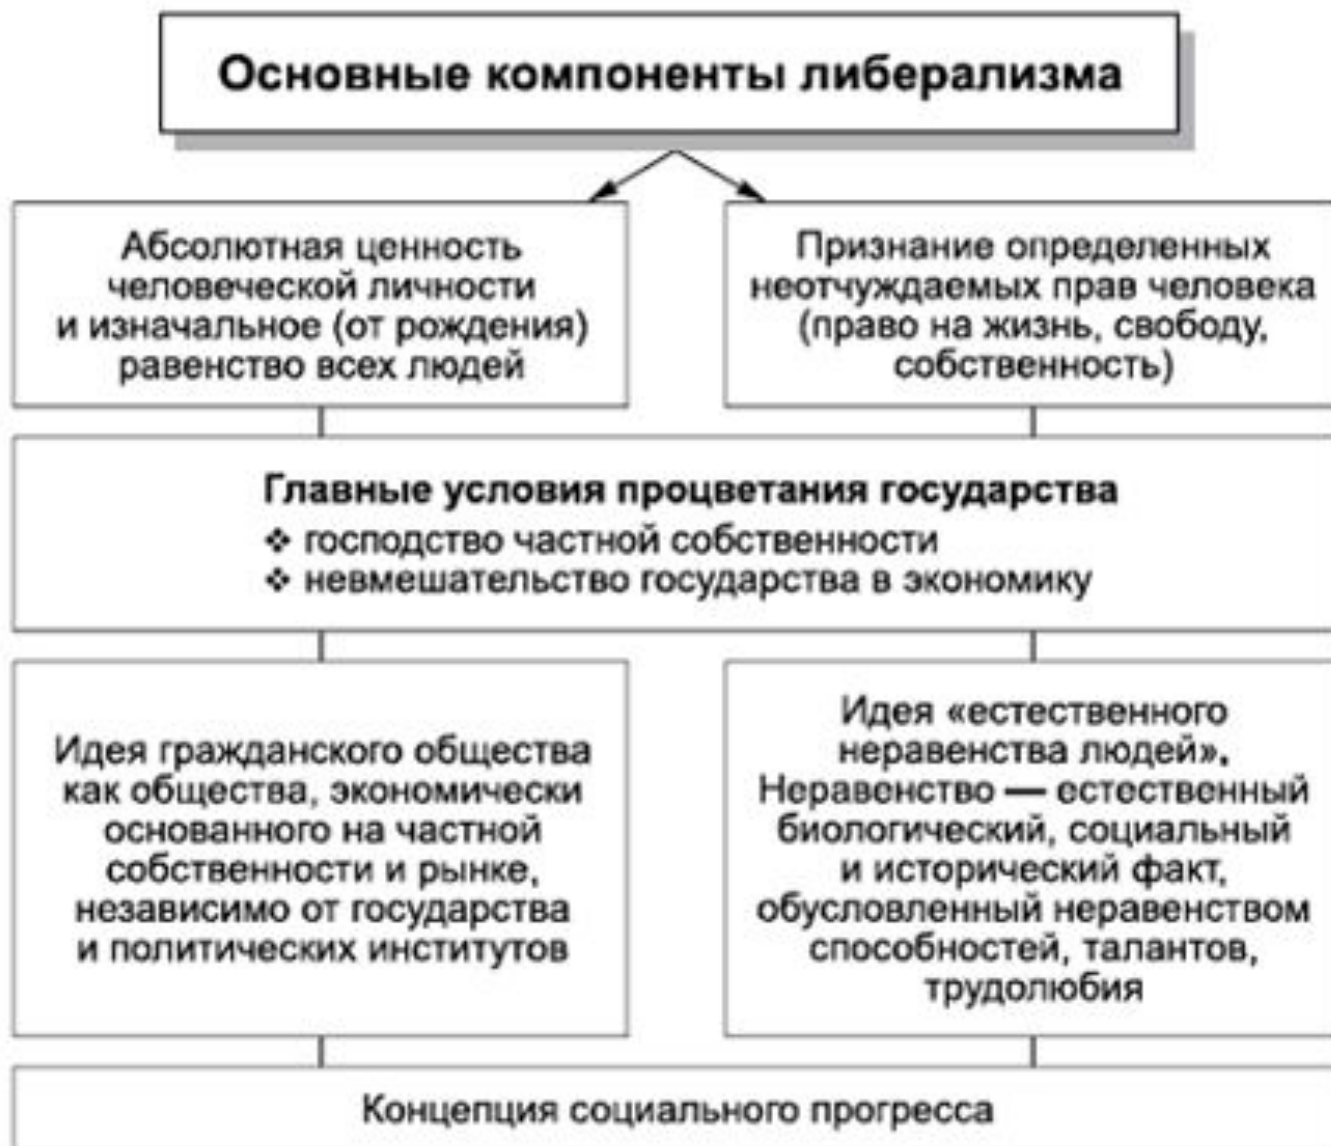 Основные компоненты либерализма
Абсолютная ценность
человеческой личности
и изначальное (от рождения)
равенство всех людей
Признание определенных
неотчуждаемых прав человека
(право на жизнь, свободу,
собственность)
Главные условия процветания государства
❖ господство частной собственности
❖ невмешательство государства в экономику
Идея гражданского общества
как общества, экономически
основанного на частной
собственности и рынке,
независимо от государства
и политических институтов
Идея «естественного
неравенства людей».
Неравенство — естественный
биологический, социальный
и исторический факт,
обусловленный неравенством
способностей, талантов,
трудолюбия
Концепция социального прогресса